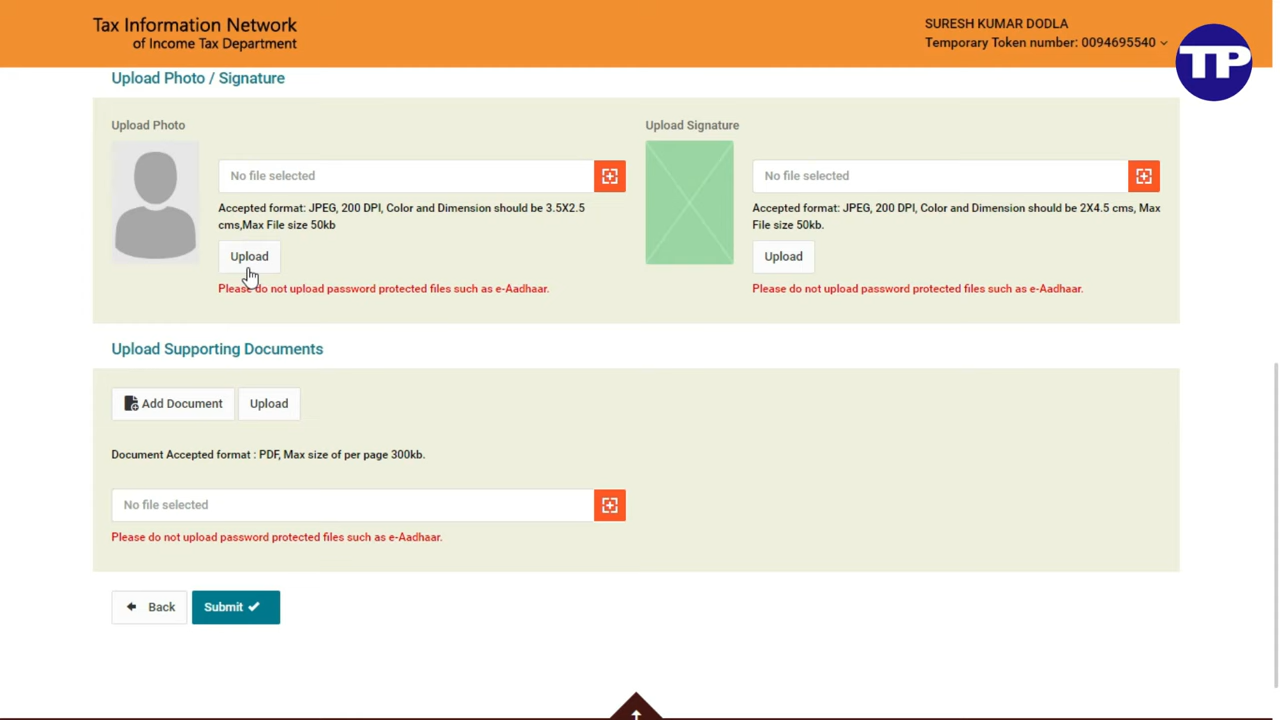 Tax Information Network
of Income Tax Department
SURESH KUMAR DODLA
Temporary Token number: 0094695540
TP
Upload Photo / Signature
Upload Photo
No file selected
Accepted format: JPEG, 200 DPI, Color and Dimension should be 3.5X2.5
cms,Max File size 50kb
Upload
Please do not upload password protected files such as e-Aadhaar.
Upload Signature
No file selected
Accepted format: JPEG, 200 DPI, Color and Dimension should be 2X4.5 cms, Max
File size 50kb.
Upload
Please do not upload password protected files such as e-Aadhaar.
Upload Supporting Documents
Add Document
Upload
Document Accepted format : PDF, Max size of per page 300kb.
No file selected
Please do not upload password protected files such as e-Aadhaar.
Back
Submit